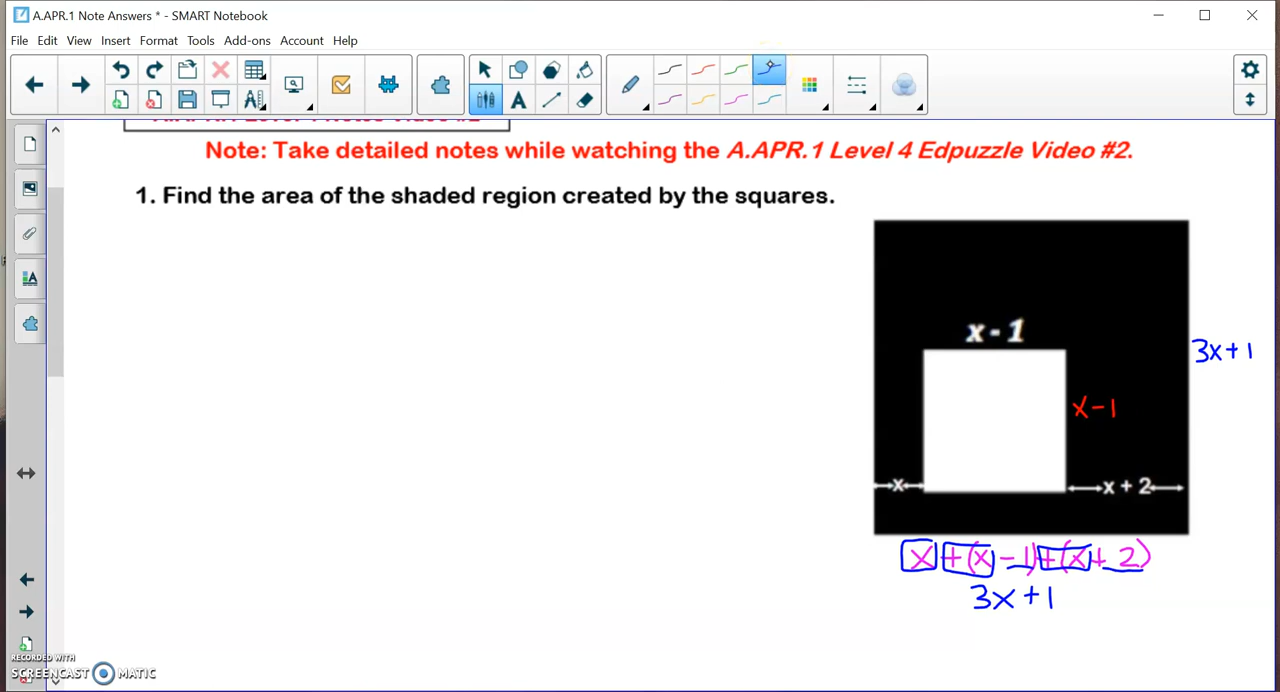 A.APR.1 Note Answers * - SMART Notebook
File Edit View Insert Format Tools Add-ons Account Help
Note: Take detailed notes while watching the A.APR.1 Level 4 Edpuzzle Video #2.
1. Find the area of the shaded region created by the squares.
x - 1
3x+1
x-1
x
x + 2
x+(x-1)+(x+2)
3x+1
RECORDED WITH
SCREENCAST MATIC